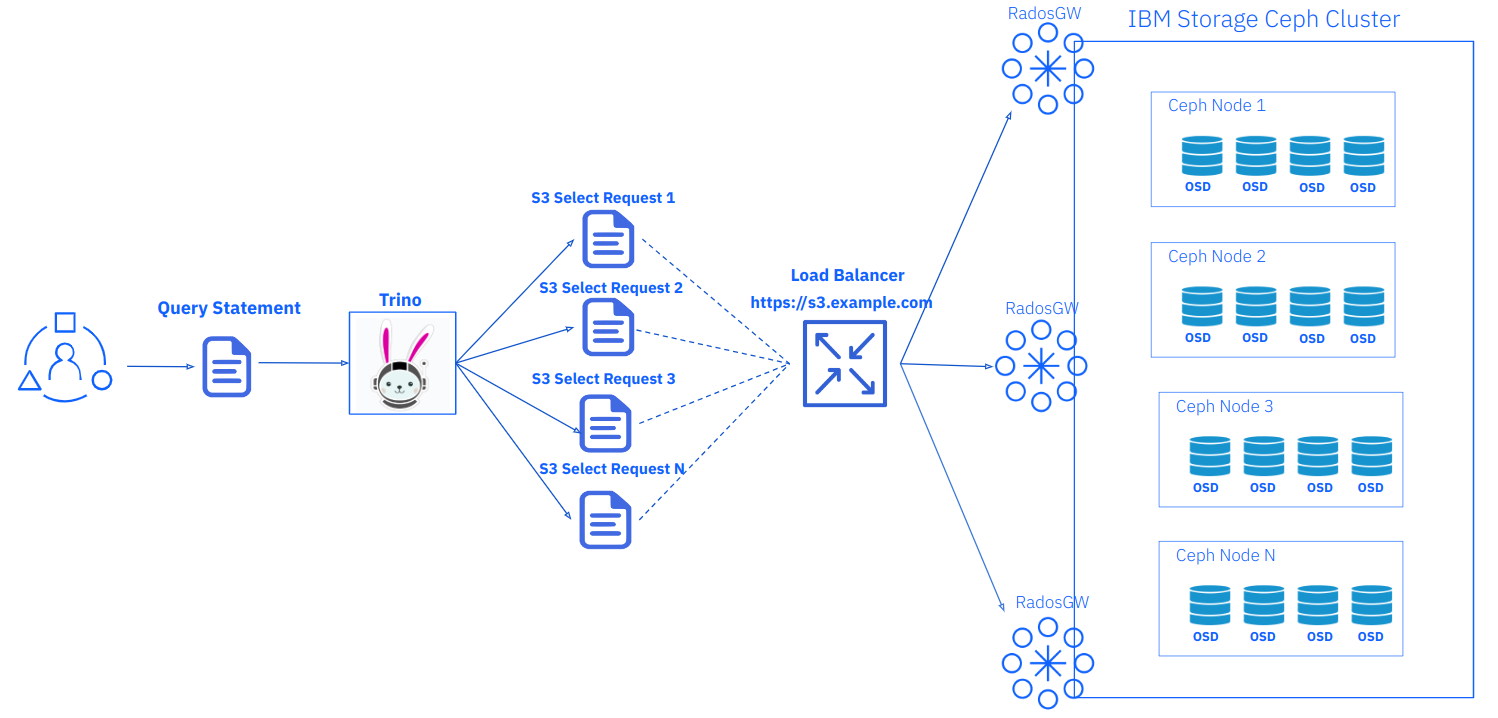 Query Statement
Trino
S3 Select Request 1
S3 Select Request 2
S3 Select Request 3
S3 Select Request N
Load Balancer
https://s3.example.com
RadosGW
RadosGW
RadosGW
IBM Storage Ceph Cluster
Ceph Node 1
OSD OSD OSD OSD
Ceph Node 2
OSD OSD OSD OSD
Ceph Node 3
OSD OSD OSD OSD
Ceph Node N
OSD OSD OSD OSD